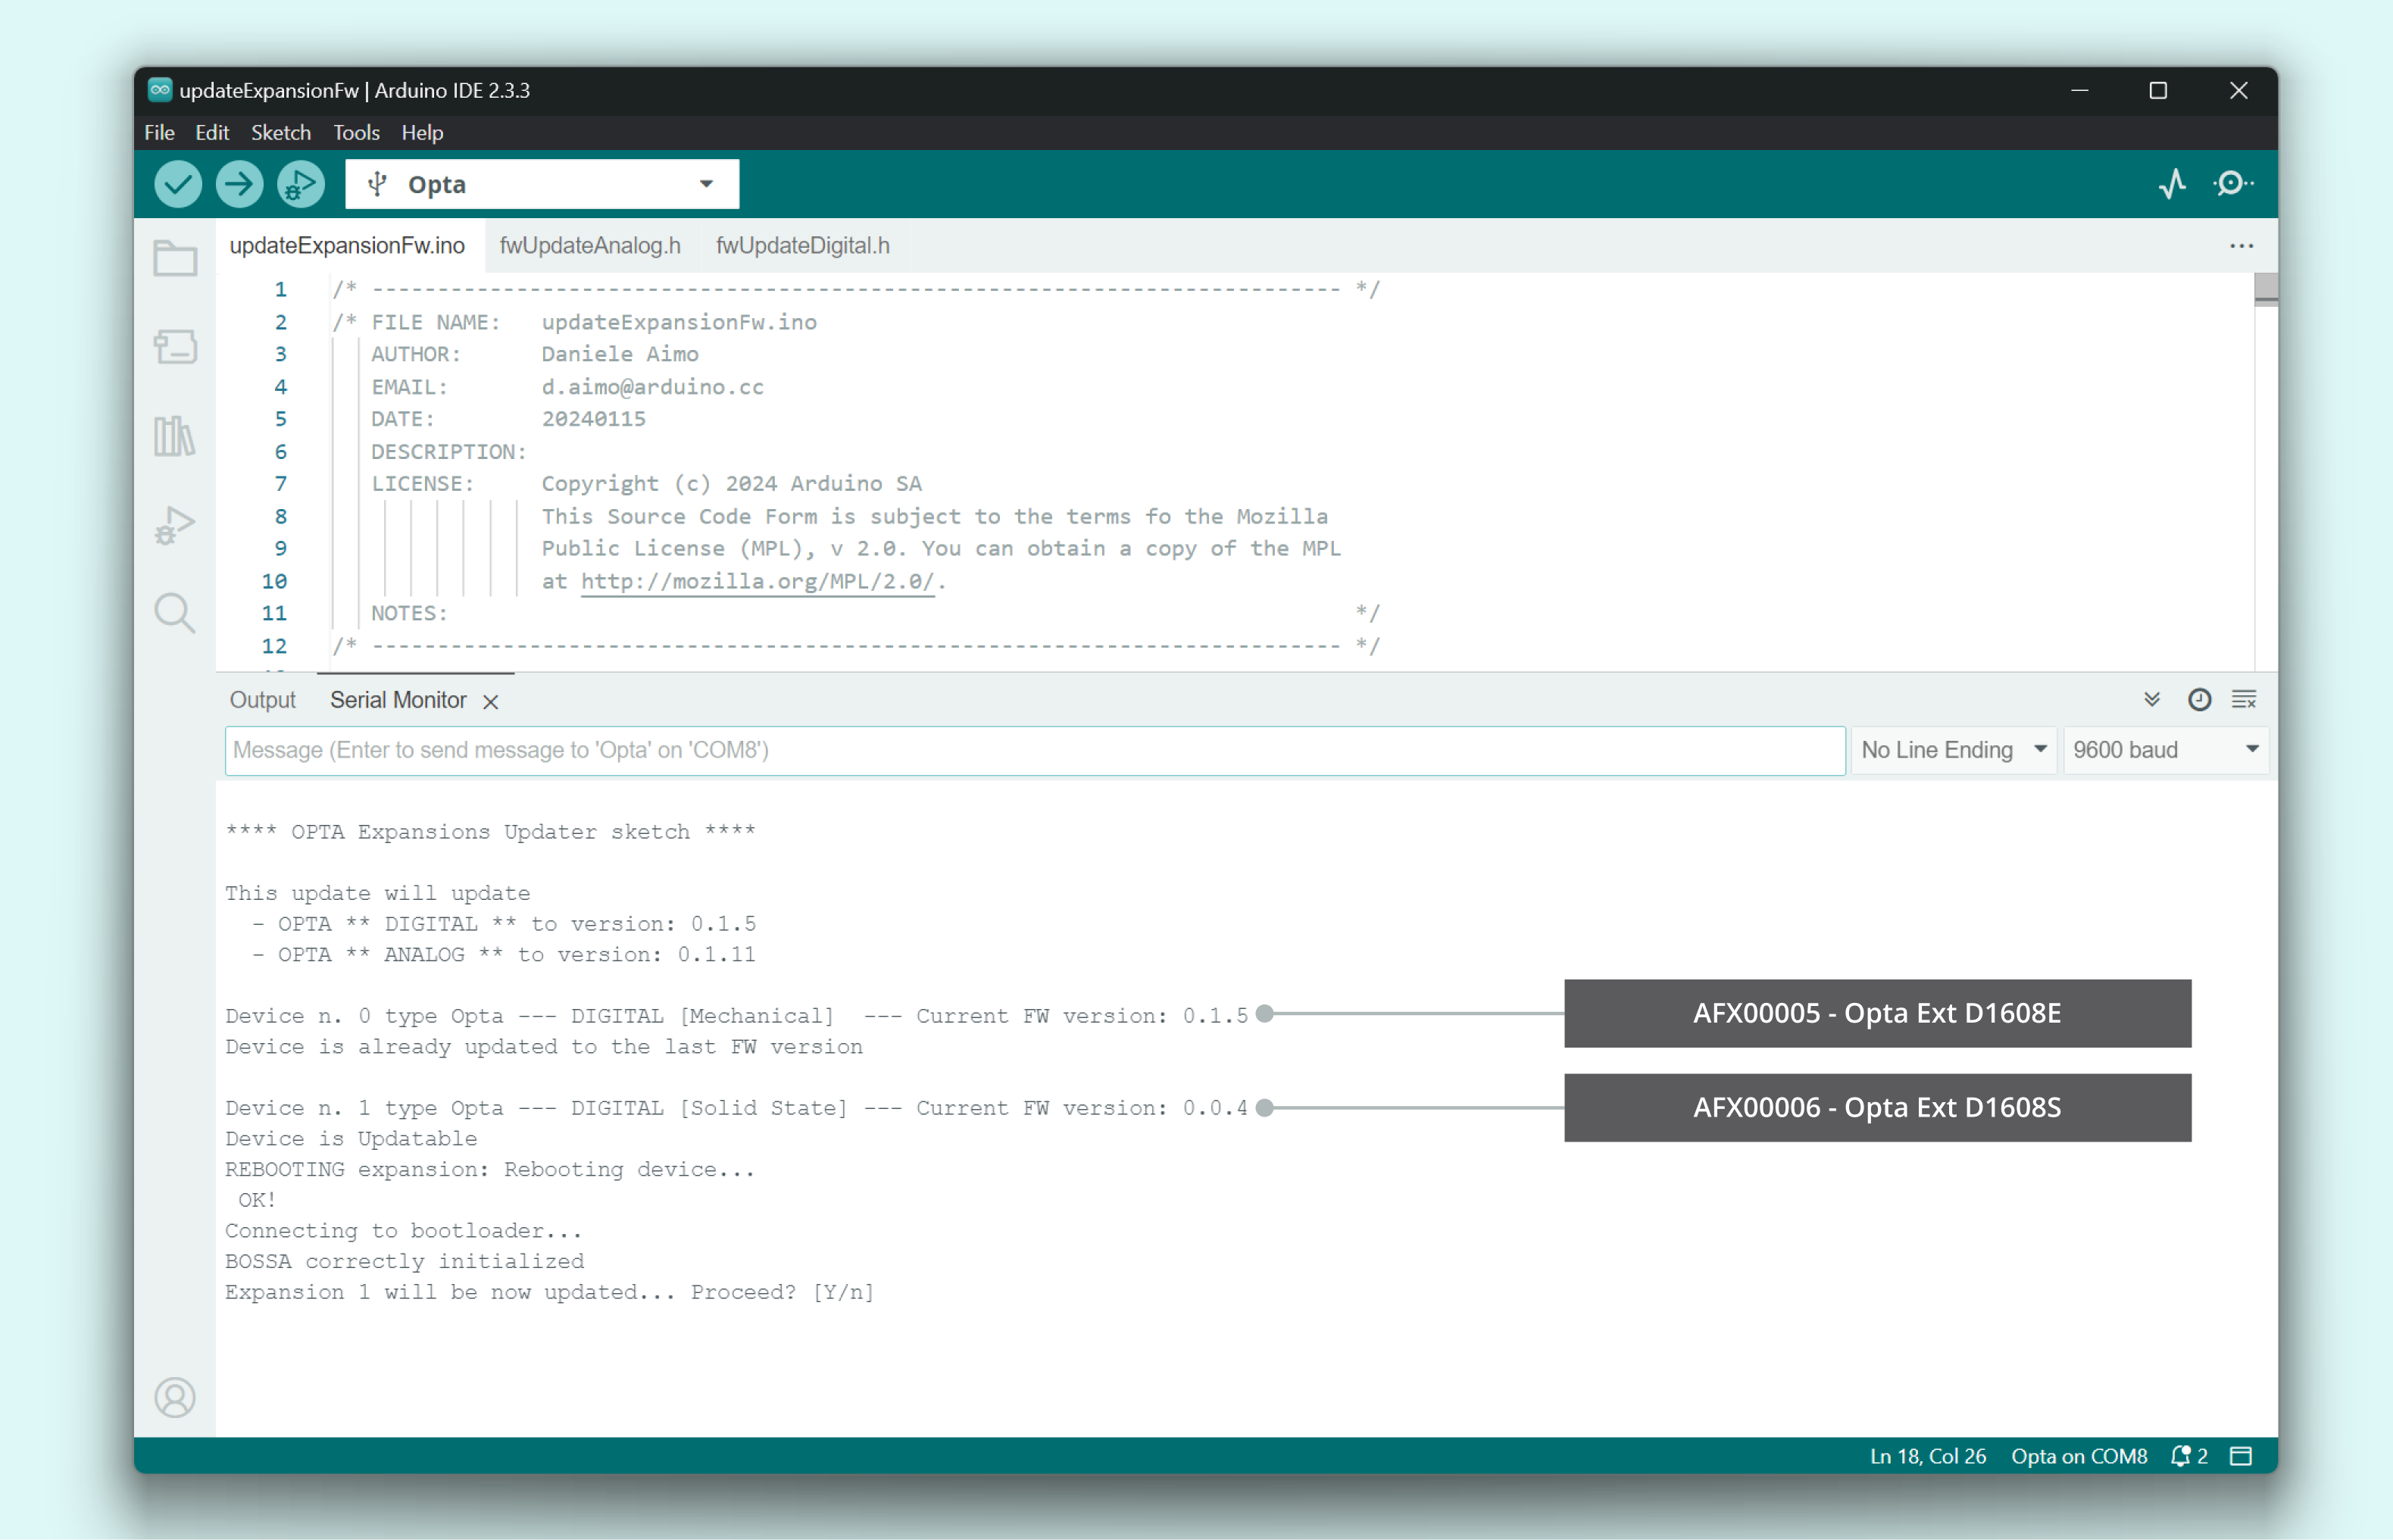 updateExpansionFw | Arduino IDE 2.3.3
File Edit Sketch Tools Help
Opta
updateExpansionFw.ino fwUpdateAnalog.h fwUpdateDigital.h
1 /* -------------------------------------------------------------------------- */
2 /* FILE NAME: updateExpansionFw.ino
3 AUTHOR: Daniele Aimo
4 EMAIL: d.aimo@arduino.cc
5 DATE: 20240115
6 DESCRIPTION:
7 LICENSE: Copyright (c) 2024 Arduino SA
8 This Source Code Form is subject to the terms fo the Mozilla
9 Public License (MPL), v 2.0. You can obtain a copy of the MPL
10 at http://mozilla.org/MPL/2.0/.
11 NOTES: */
12 /* -------------------------------------------------------------------------- */
Output Serial Monitor
Message (Enter to send message to 'Opta' on 'COM8')
No Line Ending 9600 baud
**** OPTA Expansions Updater sketch ****
This update will update
- OPTA ** DIGITAL ** to version: 0.1.5
- OPTA ** ANALOG ** to version: 0.1.11
Device n. 0 type Opta --- DIGITAL [Mechanical]  --- Current FW version: 0.1.5
AFX00005 - Opta Ext D1608E
Device is already updated to the last FW version
Device n. 1 type Opta --- DIGITAL [Solid State] --- Current FW version: 0.0.4
AFX00006 - Opta Ext D1608S
Device is Updatable
REBOOTING expansion: Rebooting device...
OK!
Connecting to bootloader...
BOSSA correctly initialized
Expansion 1 will be now updated... Proceed? [Y/n]
Ln 18, Col 26 Opta on COM8 2